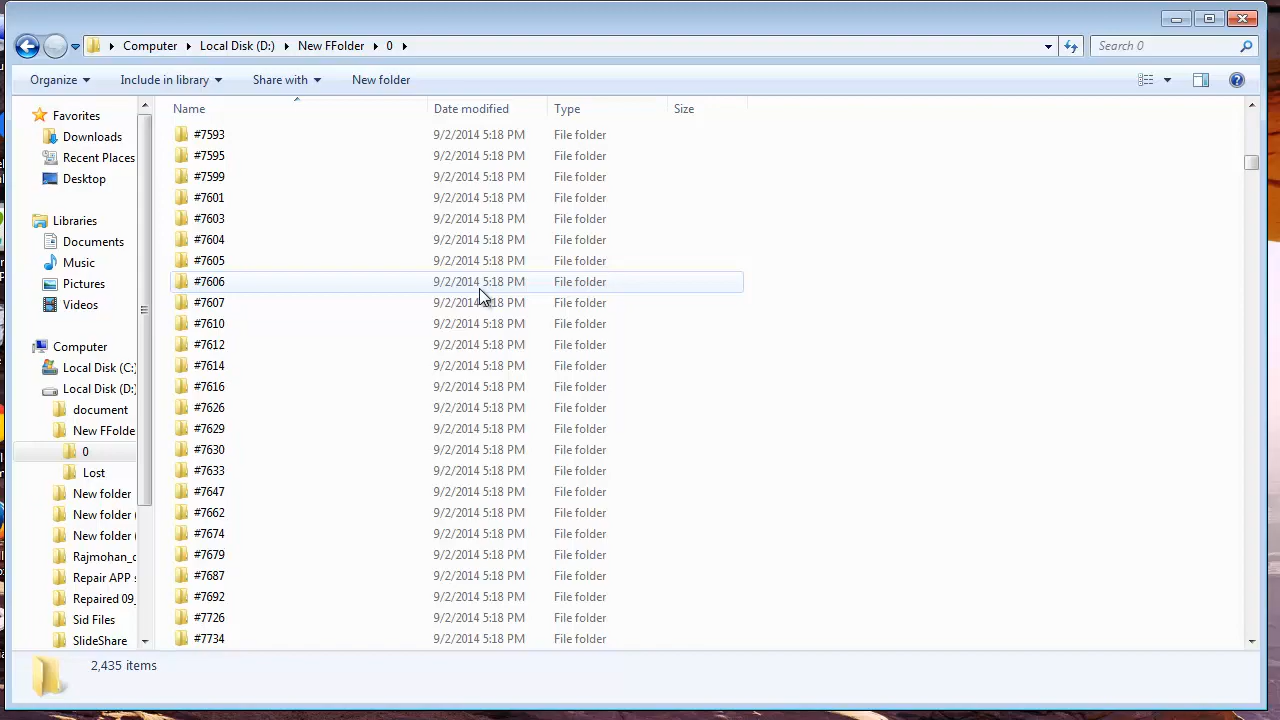 Computer Local Disk (D:) New FFolder 0 Search 0
Organize Include in library Share with New folder
Name Date modified Type Size
Favorites
Downloads
Recent Places
Desktop
Libraries
Documents
Music
Pictures
Videos
Computer
Local Disk (C:)
Local Disk (D:)
document
New FFolde
0
Lost
New folder
New folder (
New folder (
Rajmohan_
Repair APP
Repaired 09_
Sid Files
SlideShare
#7593 9/2/2014 5:18 PM File folder
#7595 9/2/2014 5:18 PM File folder
#7599 9/2/2014 5:18 PM File folder
#7601 9/2/2014 5:18 PM File folder
#7603 9/2/2014 5:18 PM File folder
#7604 9/2/2014 5:18 PM File folder
#7605 9/2/2014 5:18 PM File folder
#7606 9/2/2014 5:18 PM File folder
#7607 9/2/2014 5:18 PM File folder
#7610 9/2/2014 5:18 PM File folder
#7612 9/2/2014 5:18 PM File folder
#7614 9/2/2014 5:18 PM File folder
#7616 9/2/2014 5:18 PM File folder
#7626 9/2/2014 5:18 PM File folder
#7629 9/2/2014 5:18 PM File folder
#7630 9/2/2014 5:18 PM File folder
#7633 9/2/2014 5:18 PM File folder
#7647 9/2/2014 5:18 PM File folder
#7662 9/2/2014 5:18 PM File folder
#7674 9/2/2014 5:18 PM File folder
#7679 9/2/2014 5:18 PM File folder
#7687 9/2/2014 5:18 PM File folder
#7692 9/2/2014 5:18 PM File folder
#7726 9/2/2014 5:18 PM File folder
#7734 9/2/2014 5:18 PM File folder
2,435 items